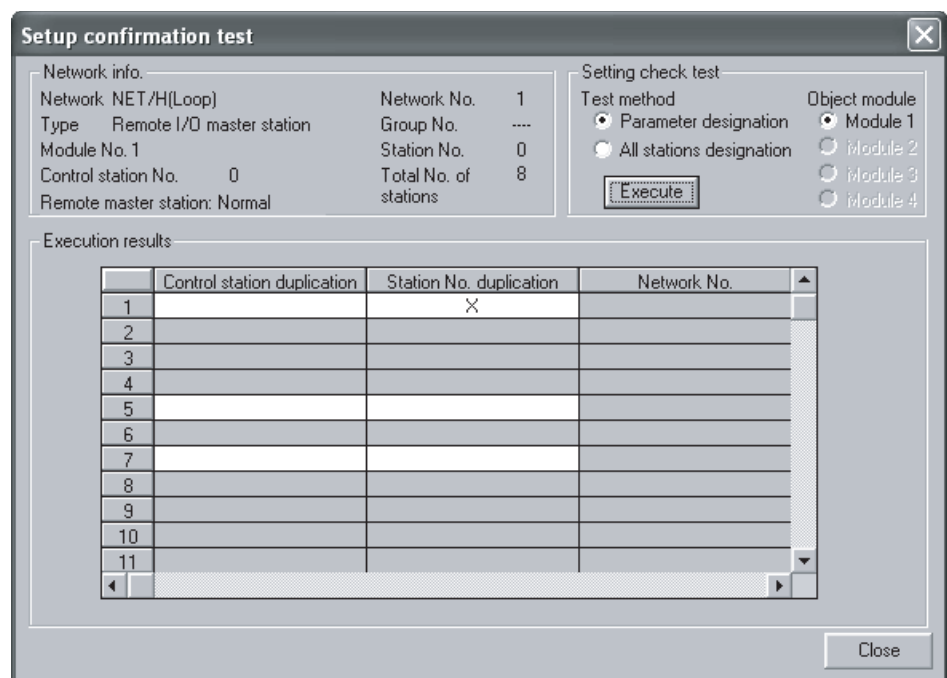 Setup confirmation test
Network info.
Network NET/H(Loop)
Type Remote I/O master station
Module No. 1
Control station No. 0
Remote master station: Normal
Network No. 1
Group No. ----
Station No. 0
Total No. of stations 8
Setting check test
Test method
Parameter designation
All stations designation
Execute
Object module
Module 1
Module 2
Module 3
Module 4
Execution results
Control station duplication Station No. duplication Network No.
1 X
2
3
4
5
6
7
8
9
10
11
Close